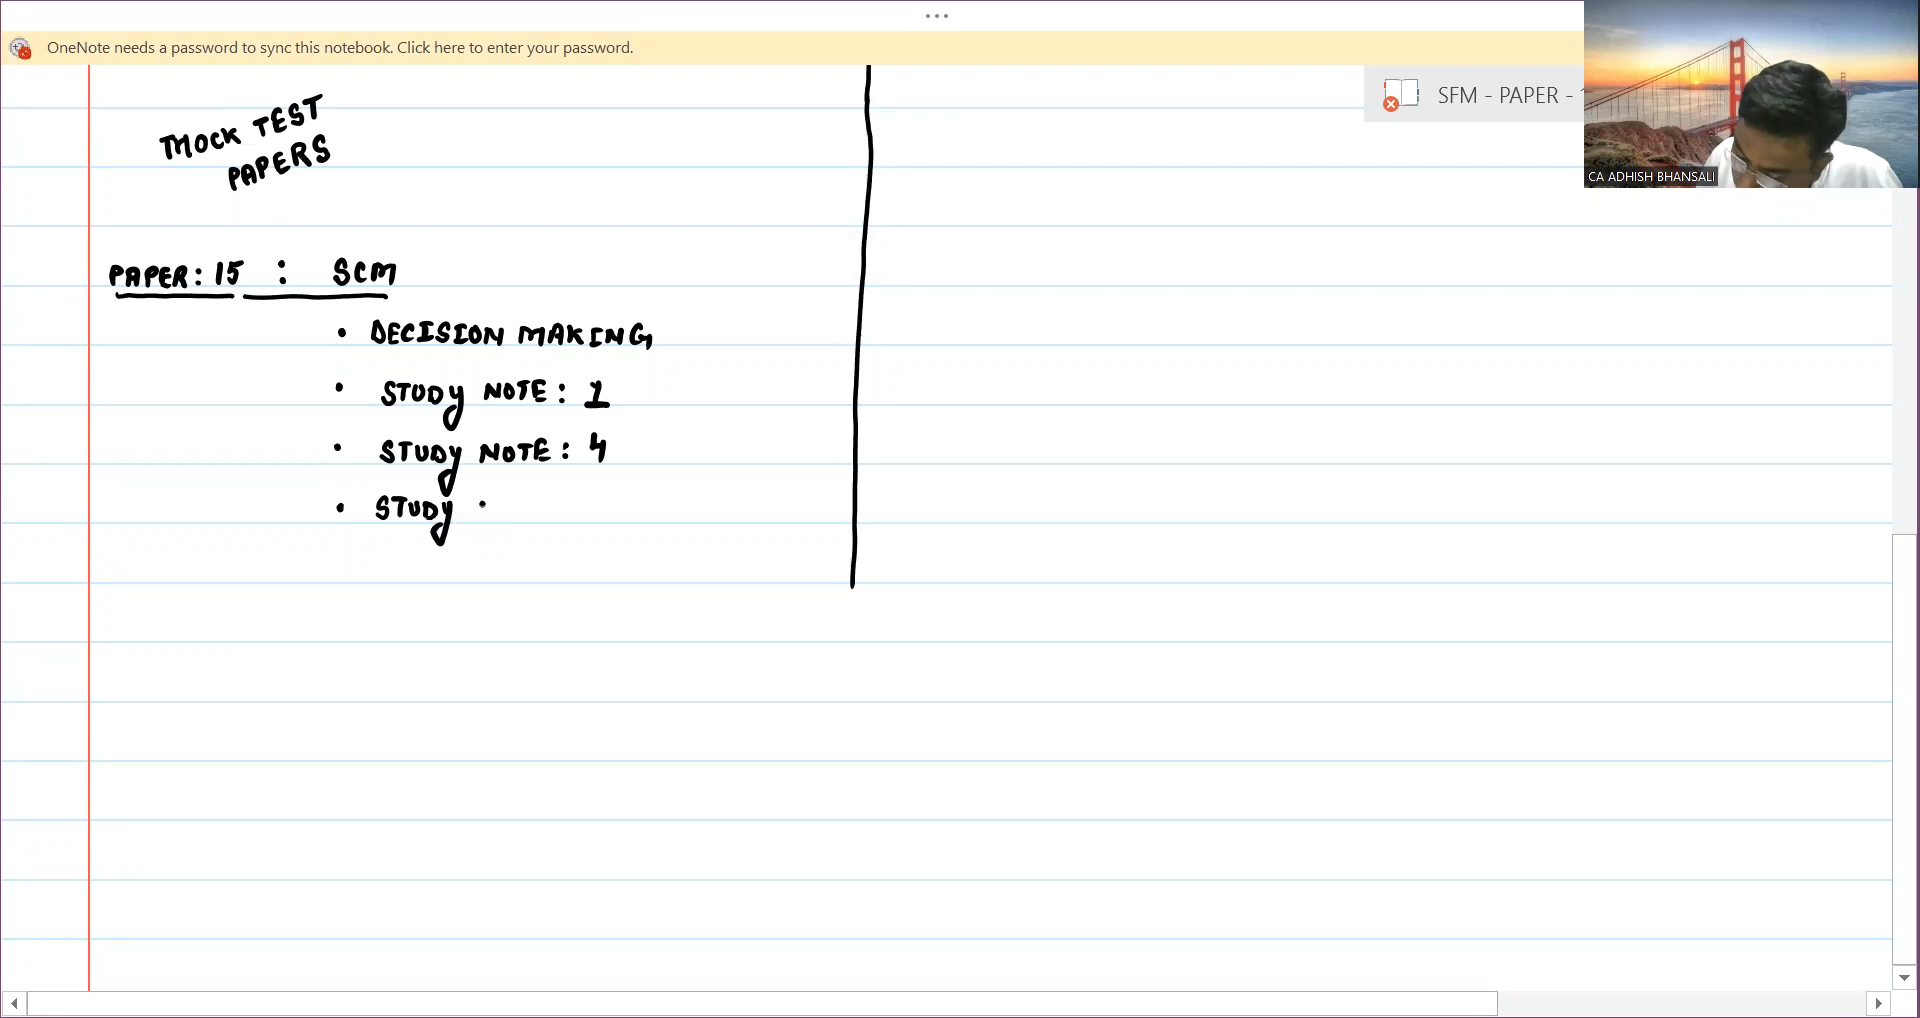 OneNote needs a password to sync this notebook. Click here to enter your password.
SFM - PAPER -
CA ADHISH BHANSALI
MOCK TEST
PAPERS
PAPER: 15 : SCM
• DECISION MAKING
• STUDY NOTE: 1
• STUDY NOTE: 4
• STUDY